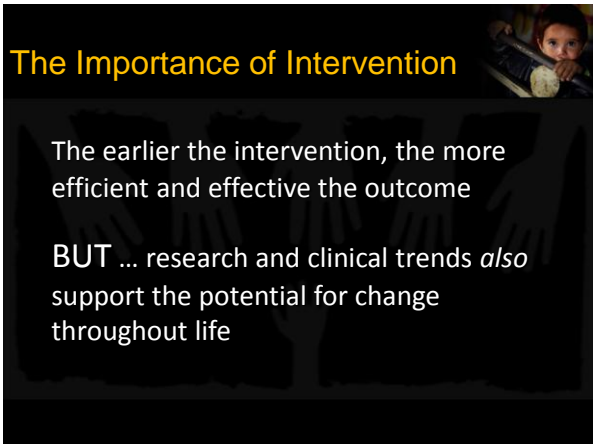 The Importance of Intervention
The earlier the intervention, the more
efficient and effective the outcome
BUT … research and clinical trends also
support the potential for change
throughout life